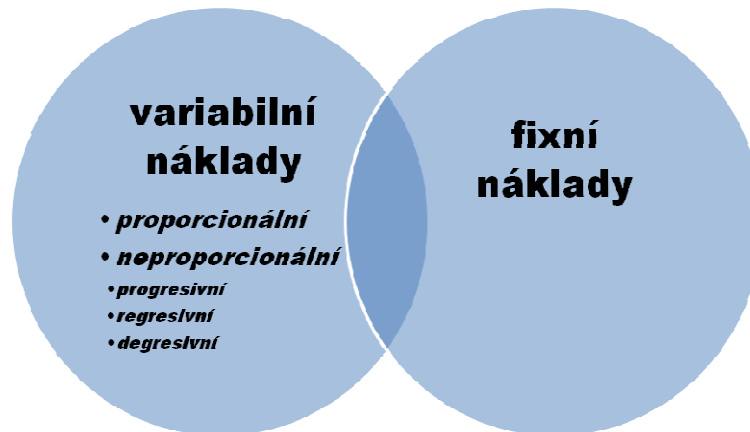 variabilní
náklady
• proporcionální
• neproporcionální
• progresivní
• regresivní
• degresivní
fixní
náklady